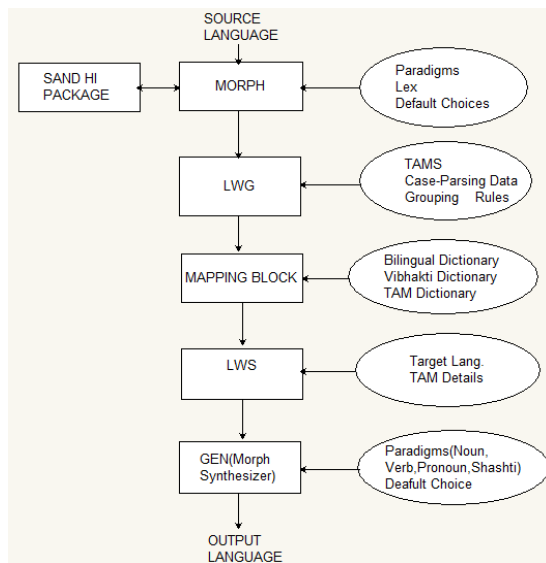 SOURCE
LANGUAGE
SAND HI
PACKAGE
MORPH
Paradigms
Lex
Default Choices
LWG
TAMS
Case-Parsing Data
Grouping Rules
MAPPING BLOCK
Bilingual Dictionary
Vibhakti Dictionary
TAM Dictionary
LWS
Target Lang.
TAM Details
GEN(Morph
Synthesizer)
Paradigms(Noun,
Verb,Pronoun,Shashti)
Deafult Choice
OUTPUT
LANGUAGE